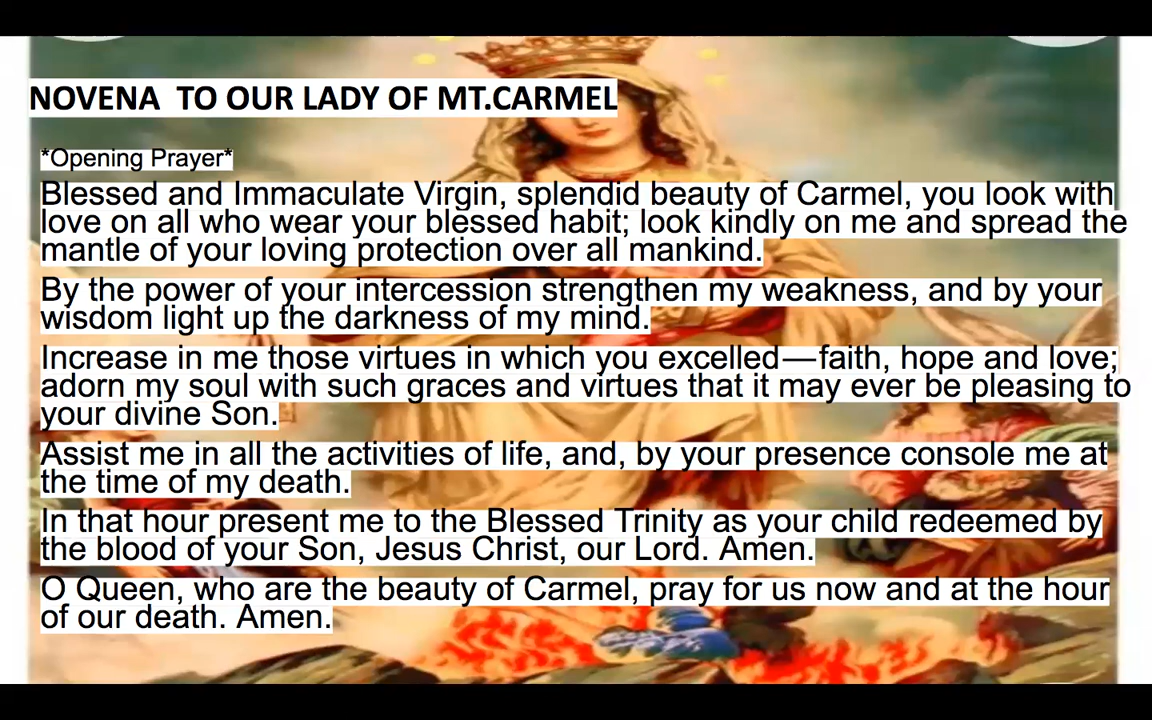 NOVENA  TO OUR LADY OF MT.CARMEL
*Opening Prayer*
Blessed and Immaculate Virgin, splendid beauty of Carmel, you look with
love on all who wear your blessed habit; look kindly on me and spread the
mantle of your loving protection over all mankind.
By the power of your intercession strengthen my weakness, and by your
wisdom light up the darkness of my mind.
Increase in me those virtues in which you excelled—faith, hope and love;
adorn my soul with such graces and virtues that it may ever be pleasing to
your divine Son.
Assist me in all the activities of life, and, by your presence console me at
the time of my death.
In that hour present me to the Blessed Trinity as your child redeemed by
the blood of your Son, Jesus Christ, our Lord. Amen.
O Queen, who are the beauty of Carmel, pray for us now and at the hour
of our death. Amen.